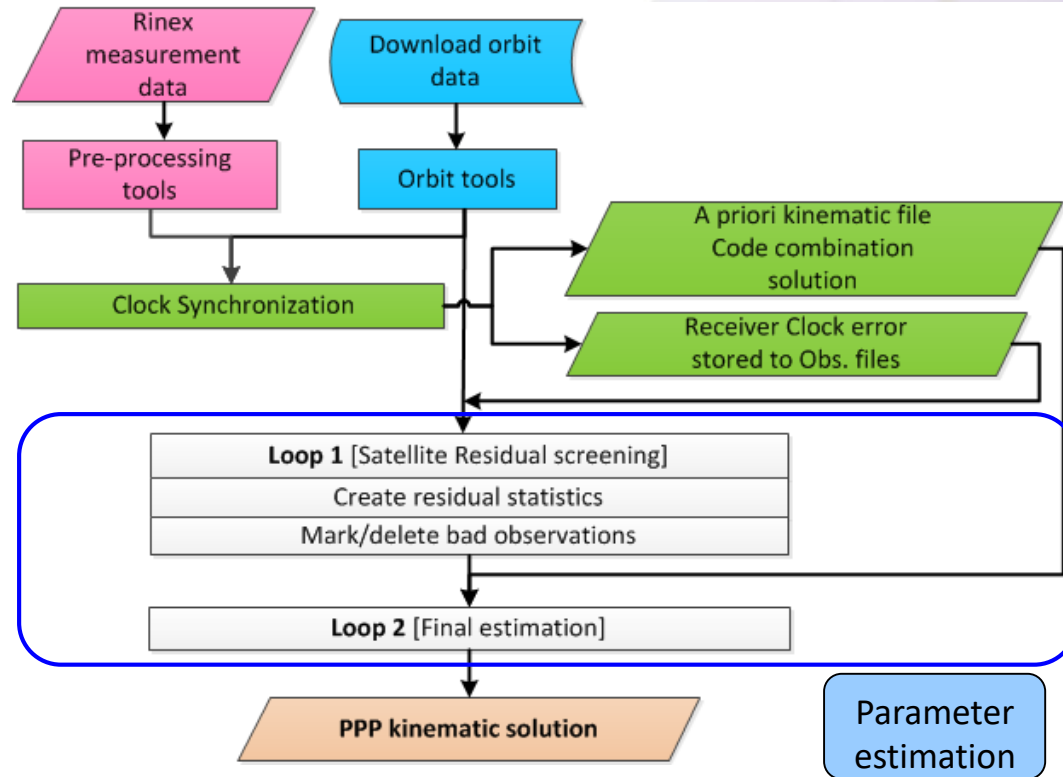 Rinex
measurement
data
Download orbit
data
Pre-processing
tools
Orbit tools
A priori kinematic file
Code combination
solution
Clock Synchronization
Receiver Clock error
stored to Obs. files
Loop 1 [Satellite Residual screening]
Create residual statistics
Mark/delete bad observations
Loop 2 [Final estimation]
PPP kinematic solution
Parameter
estimation